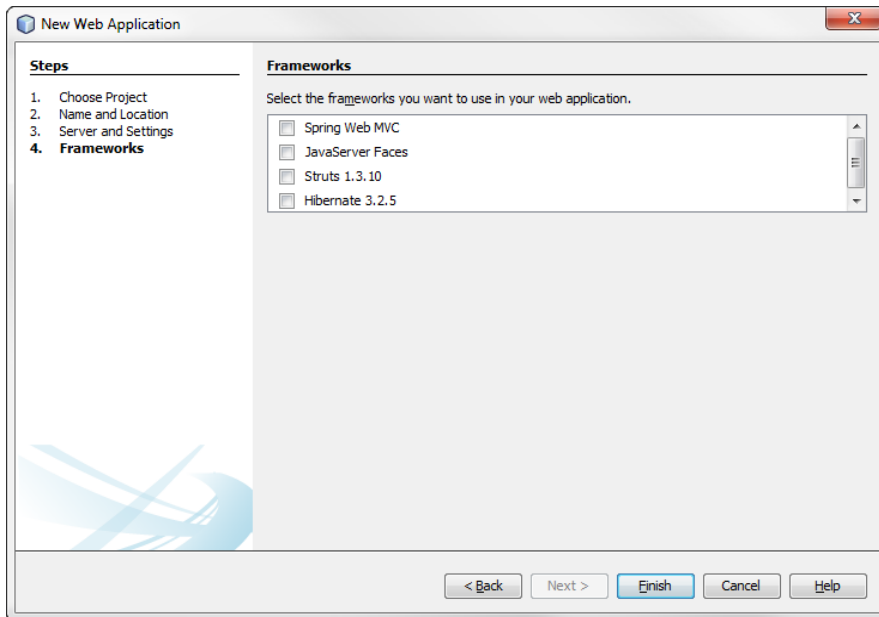 New Web Application
Steps
1. Choose Project
2. Name and Location
3. Server and Settings
4. Frameworks
Frameworks
Select the frameworks you want to use in your web application.
Spring Web MVC
JavaServer Faces
Struts 1.3.10
Hibernate 3.2.5
< Back
Next >
Finish
Cancel
Help